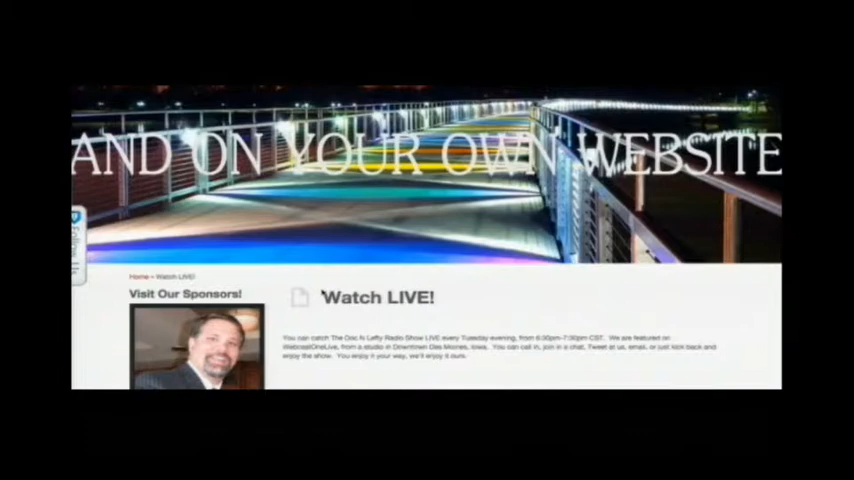 AND ON YOUR OWN WEBSITE
Follow Us
Home » Watch LIVE!
Visit Our Sponsors!
Watch LIVE!
You can catch The Doc N Lefty Radio Show LIVE every Tuesday evening, from 6:30pm-7:30pm CST. We are featured on
WebcastOneLive, from a studio in Downtown Des Moines, Iowa. You can call in, join in a chat, Tweet at us, email, or just kick back and
enjoy the show. You enjoy it your way, we'll enjoy it ours.